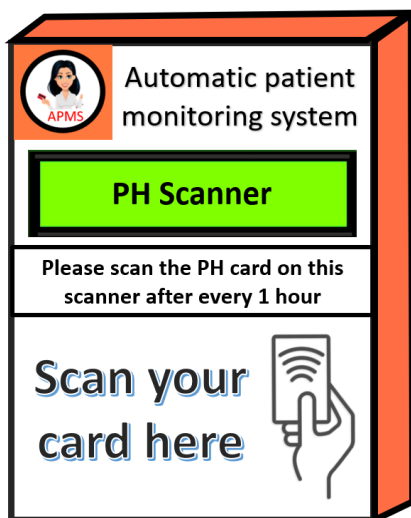 APMS
Automatic patient
monitoring system
PH Scanner
Please scan the PH card on this
scanner after every 1 hour
Scan your
card here